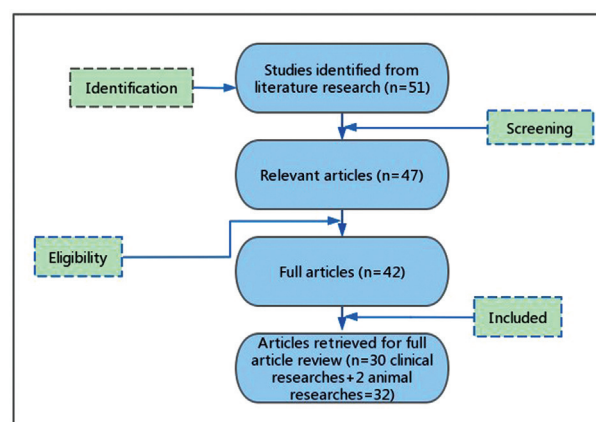 Studies identified from
literature research (n=51)
Identification
Screening
Relevant articles (n=47)
Eligibility
Full articles (n=42)
Included
Articles retrieved for full
article review (n=30 clinical
researches+2 animal
researches=32)